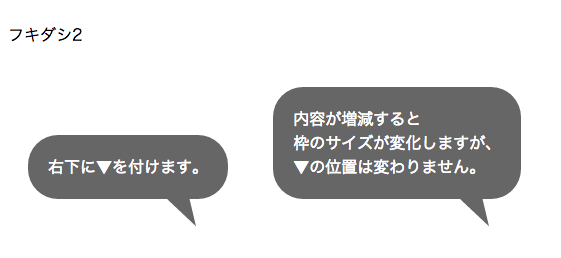 フキダシ2
右下に▼を付けます。
内容が増減すると
枠のサイズが変化しますが、
▼の位置は変わりません。